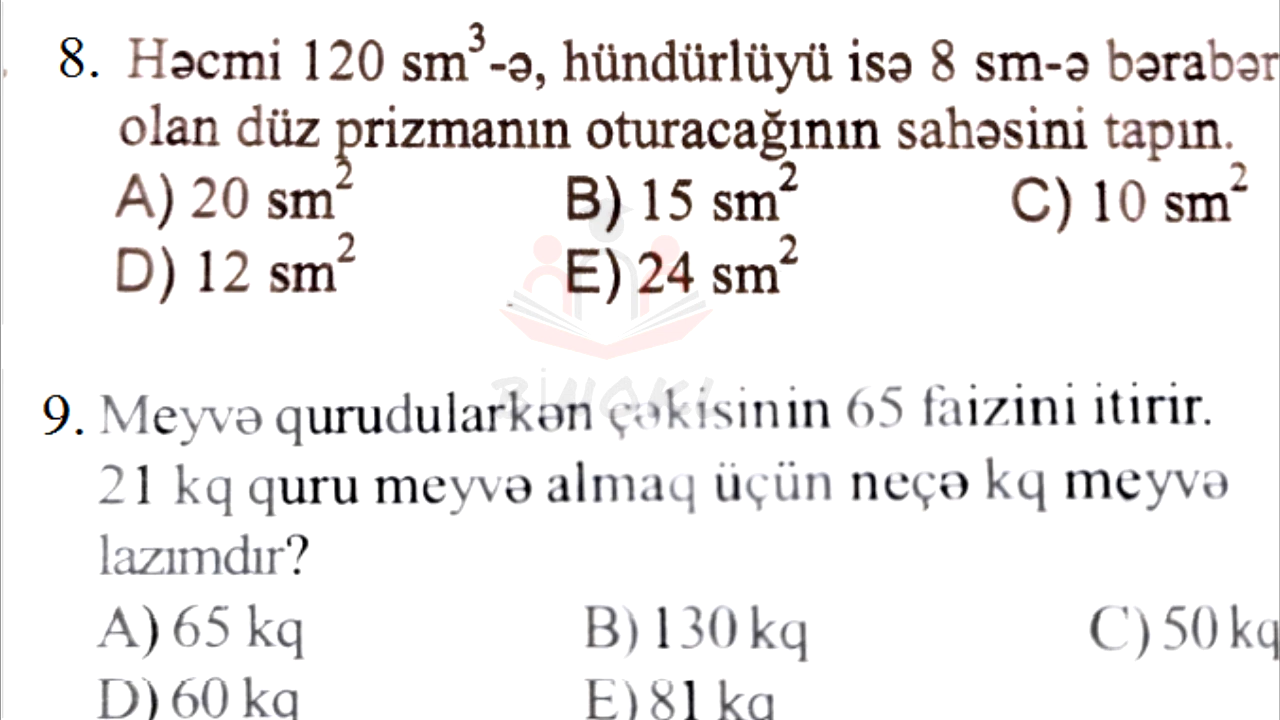 8. Həcmi 120 sm³-ə, hündürlüyü isə 8 sm-ə bərabər
olan düz prizmanın oturacağının sahəsini tapın.
A) 20 sm² B) 15 sm² C) 10 sm²
D) 12 sm² E) 24 sm²
BİNOKL
9. Meyvə qurudularkən çəkisinin 65 faizini itirir.
21 kq quru meyvə almaq üçün neçə kq meyvə
lazımdır?
A) 65 kq B) 130 kq C) 50 kq
D) 60 kq E) 81 kq